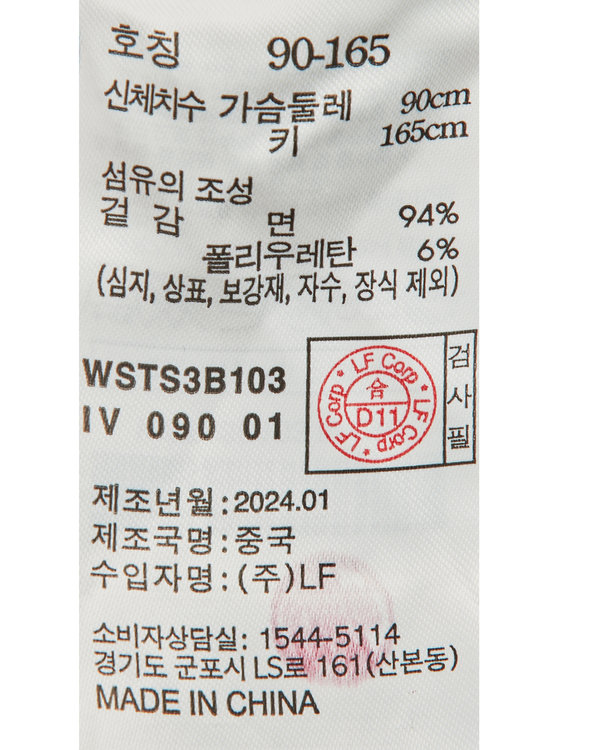 호칭 90-165
신체치수 가슴둘레 90cm
키 165cm
섬유의 조성
겉 감 면 94%
폴리우레탄 6%
(심지, 상표, 보강재, 자수, 장식 제외)
WSTS3B103
IV 090 01
LF Corp * LF Corp * LF Corp *
合
D11
검사필
제조년월:2024.01
제조국명:중국
수입자명:(주)LF
소비자상담실: 1544-5114
경기도 군포시 LS로 161(산본동)
MADE IN CHINA